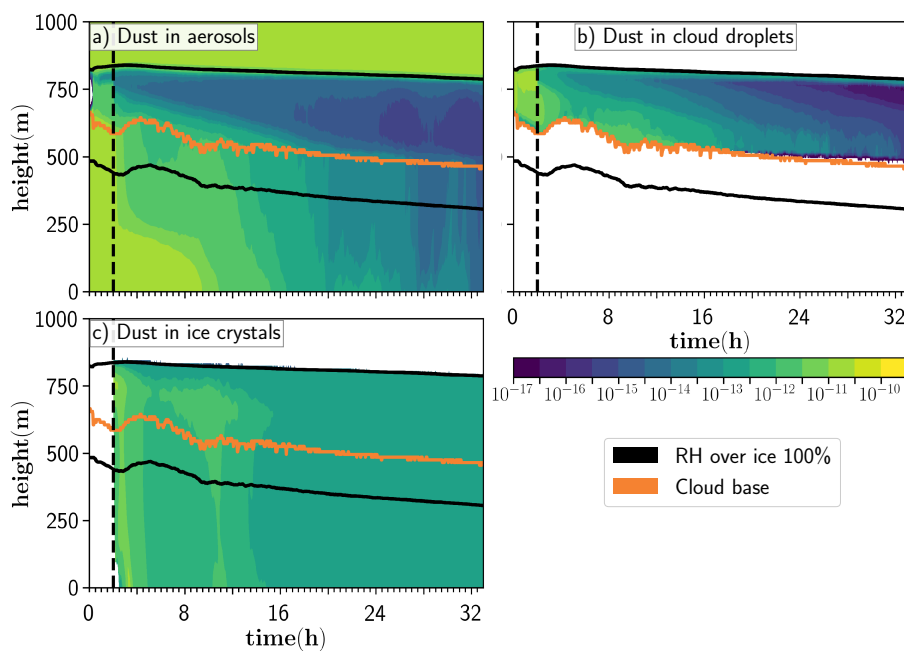 a) Dust in aerosols
b) Dust in cloud droplets
1000
750
500
250
0
height(m)
0 8 16 24 32
time(h)
c) Dust in ice crystals
1000
750
500
250
0
height(m)
0 8 16 24 32
time(h)
10⁻¹⁷ 10⁻¹⁶ 10⁻¹⁵ 10⁻¹⁴ 10⁻¹³ 10⁻¹² 10⁻¹¹ 10⁻¹⁰
RH over ice 100%
Cloud base